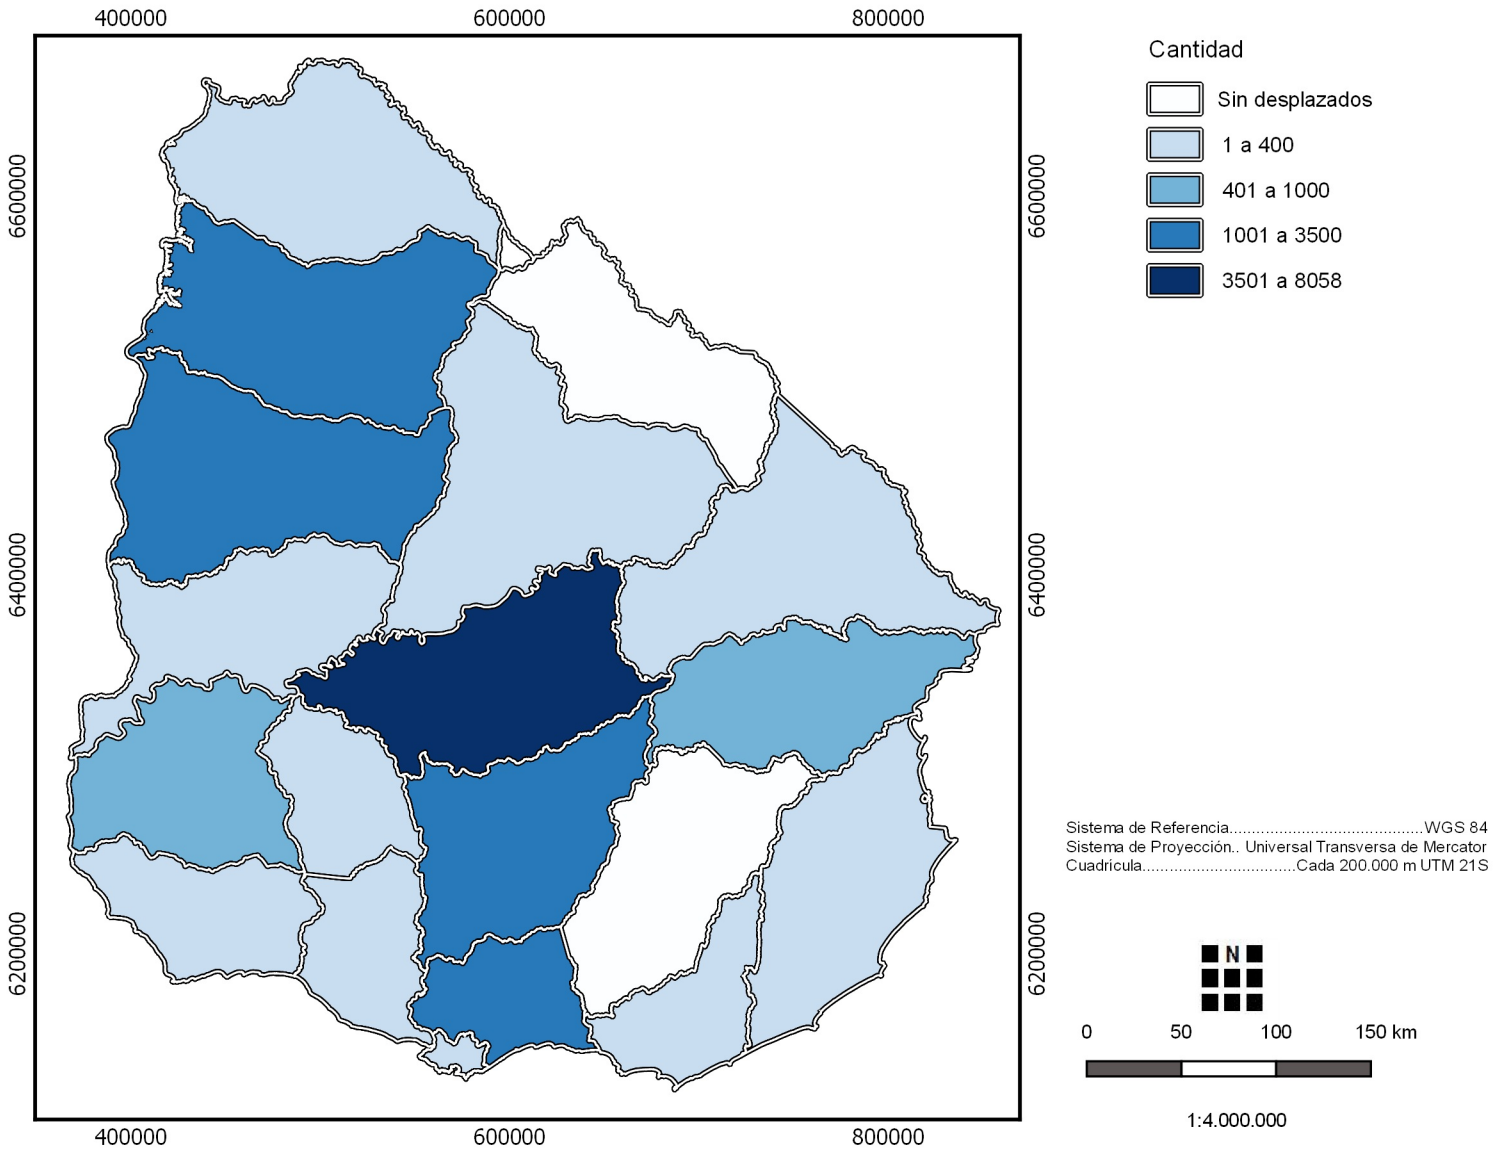 400000 600000 800000
6600000
6400000
6200000
6600000
6400000
6200000
400000 600000 800000
Cantidad
Sin desplazados
1 a 400
401 a 1000
1001 a 3500
3501 a 8058
Sistema de Referencia...........................................WGS 84
Sistema de Proyección.. Universal Transversa de Mercator
Cuadrícula..................................Cada 200.000 m UTM 21S
N
0 50 100 150 km
1:4.000.000